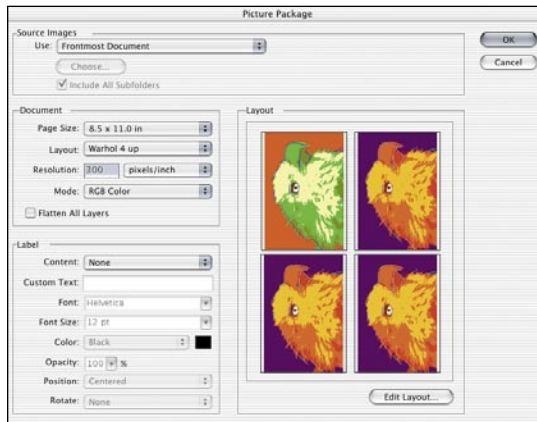 Picture Package
Source Images
Use: Frontmost Document
Choose...
Include All Subfolders
OK
Cancel
Document
Page Size: 8.5 x 11.0 in
Layout: Warhol 4 up
Resolution: 300 pixels/inch
Mode: RGB Color
Flatten All Layers
Label
Content: None
Custom Text:
Font: Helvetica
Font Size: 12 pt
Color: Black
Opacity: 100 %
Position: Centered
Rotate: None
Layout
Edit Layout...